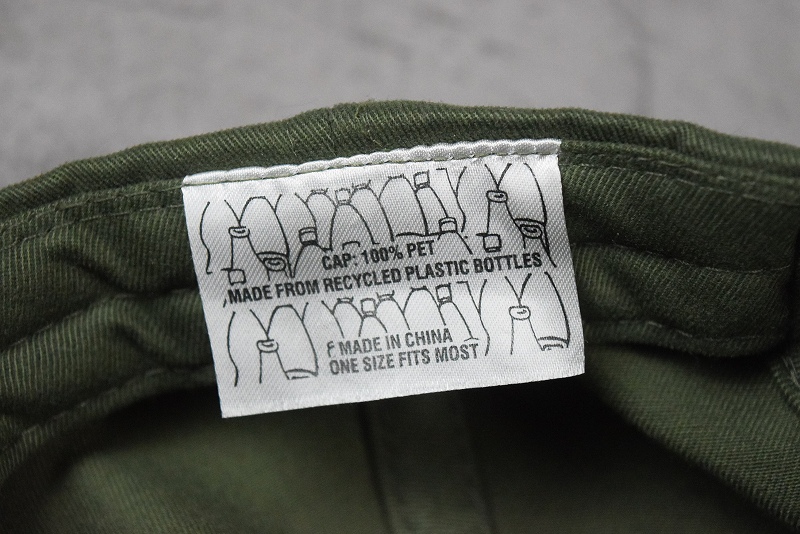 CAP: 100% PET
MADE FROM RECYCLED PLASTIC BOTTLES
MADE IN CHINA
ONE SIZE FITS MOST